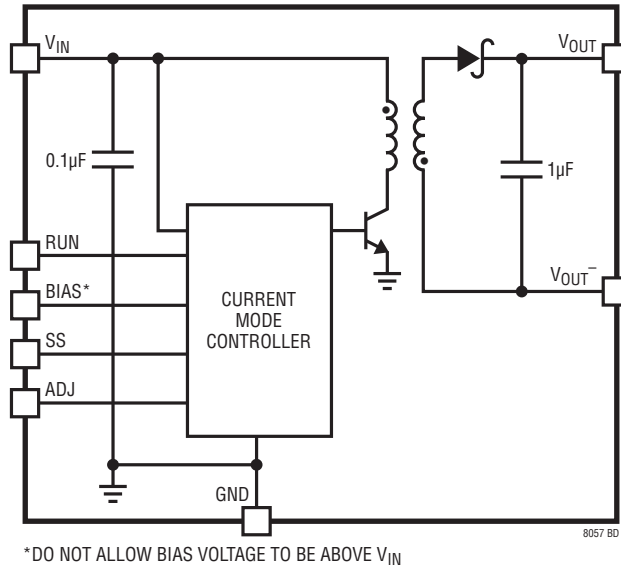 VIN
VOUT
0.1µF
1µF
RUN
BIAS*
VOUT–
SS
ADJ
CURRENT
MODE
CONTROLLER
GND
8057 BD
*DO NOT ALLOW BIAS VOLTAGE TO BE ABOVE VIN